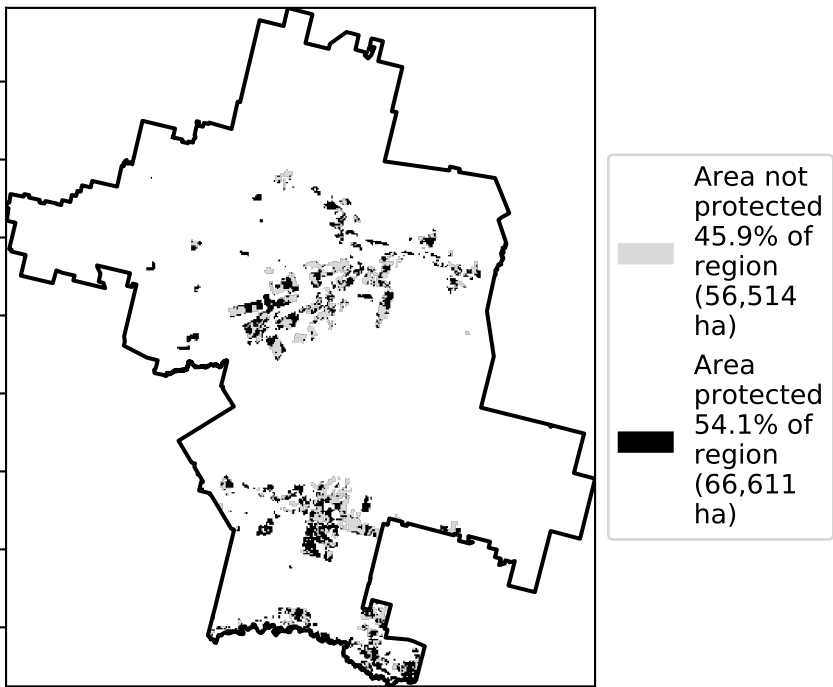 Area not
protected
45.9% of
region
(56,514
ha)
Area
protected
54.1% of
region
(66,611
ha)